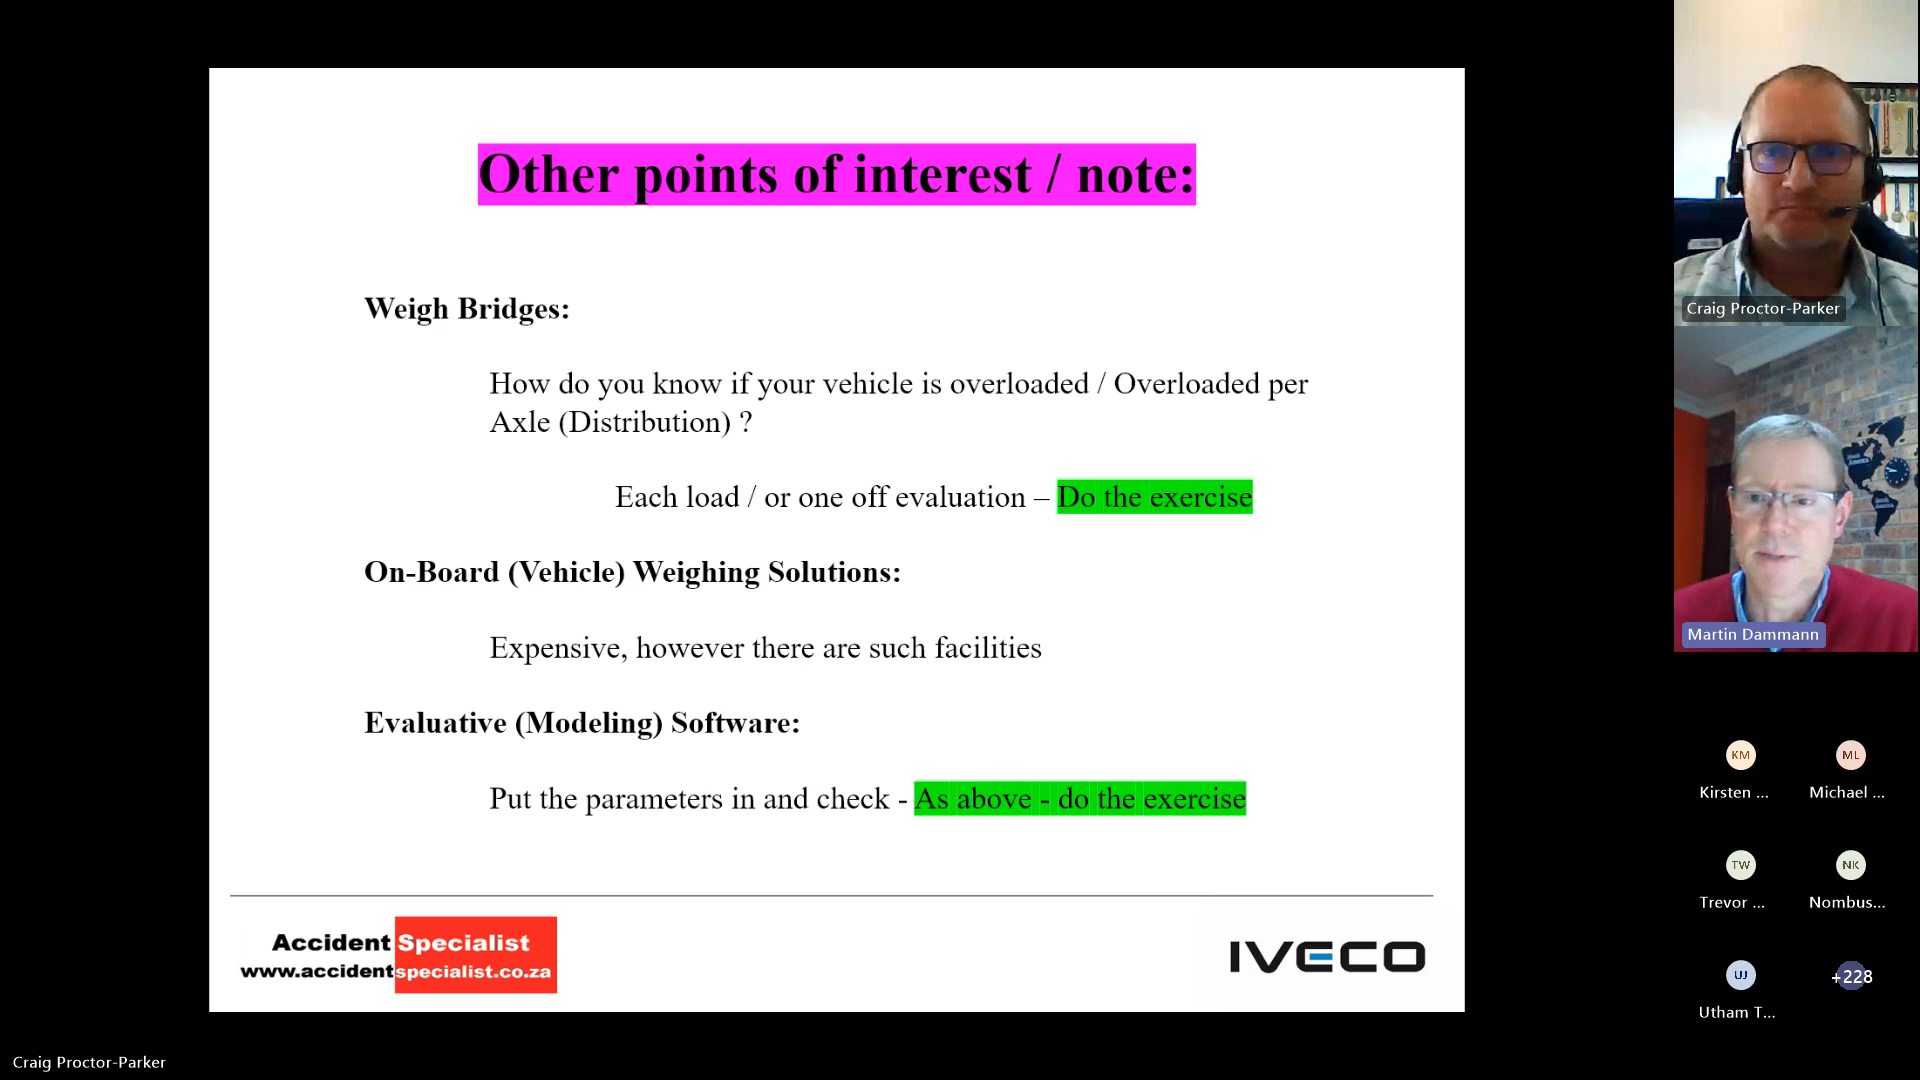 Other points of interest / note:
Weigh Bridges:
How do you know if your vehicle is overloaded / Overloaded per
Axle (Distribution) ?
Each load / or one off evaluation – Do the exercise
On-Board (Vehicle) Weighing Solutions:
Expensive, however there are such facilities
Evaluative (Modeling) Software:
Put the parameters in and check - As above - do the exercise
Accident Specialist
www.accidentspecialist.co.za
IVECO
Craig Proctor-Parker
Martin Dammann
KM
ML
Kirsten ...
Michael ...
TW
NK
Trevor ...
Nombus...
UJ
+228
Utham T...
Craig Proctor-Parker